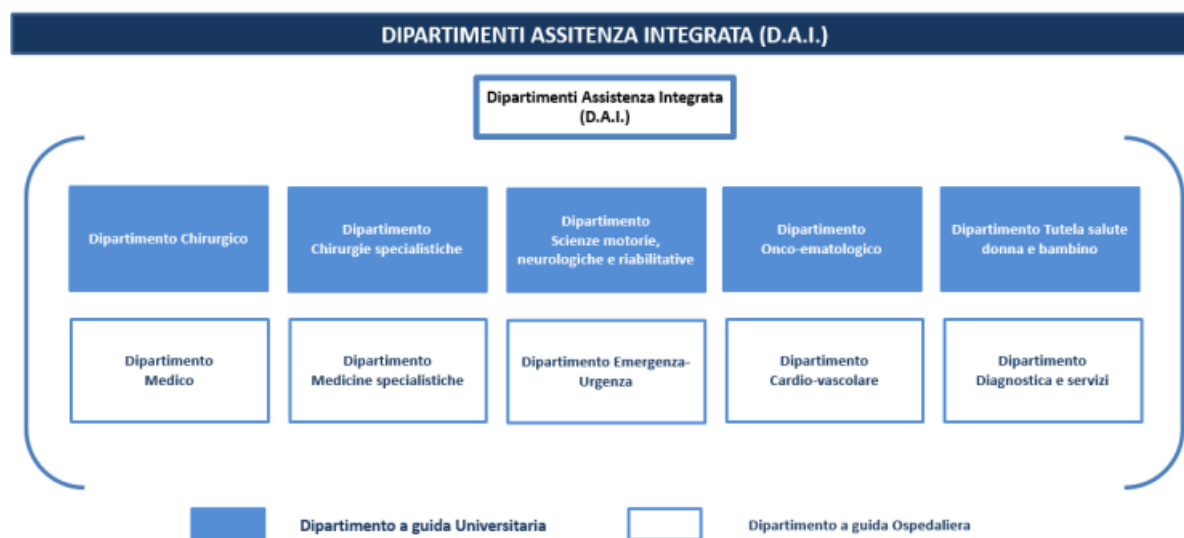 DIPARTIMENTI ASSITENZA INTEGRATA (D.A.I.)
Dipartimenti Assistenza Integrata
(D.A.I.)
Dipartimento Chirurgico
Dipartimento
Chirurgie specialistiche
Dipartimento
Scienze motorie,
neurologiche e riabilitative
Dipartimento
Onco-ematologico
Dipartimento Tutela salute
donna e bambino
Dipartimento
Medico
Dipartimento
Medicine specialistiche
Dipartimento Emergenza-
Urgenza
Dipartimento
Cardio-vascolare
Dipartimento
Diagnostica e servizi
Dipartimento a guida Universitaria
Dipartimento a guida Ospedaliera